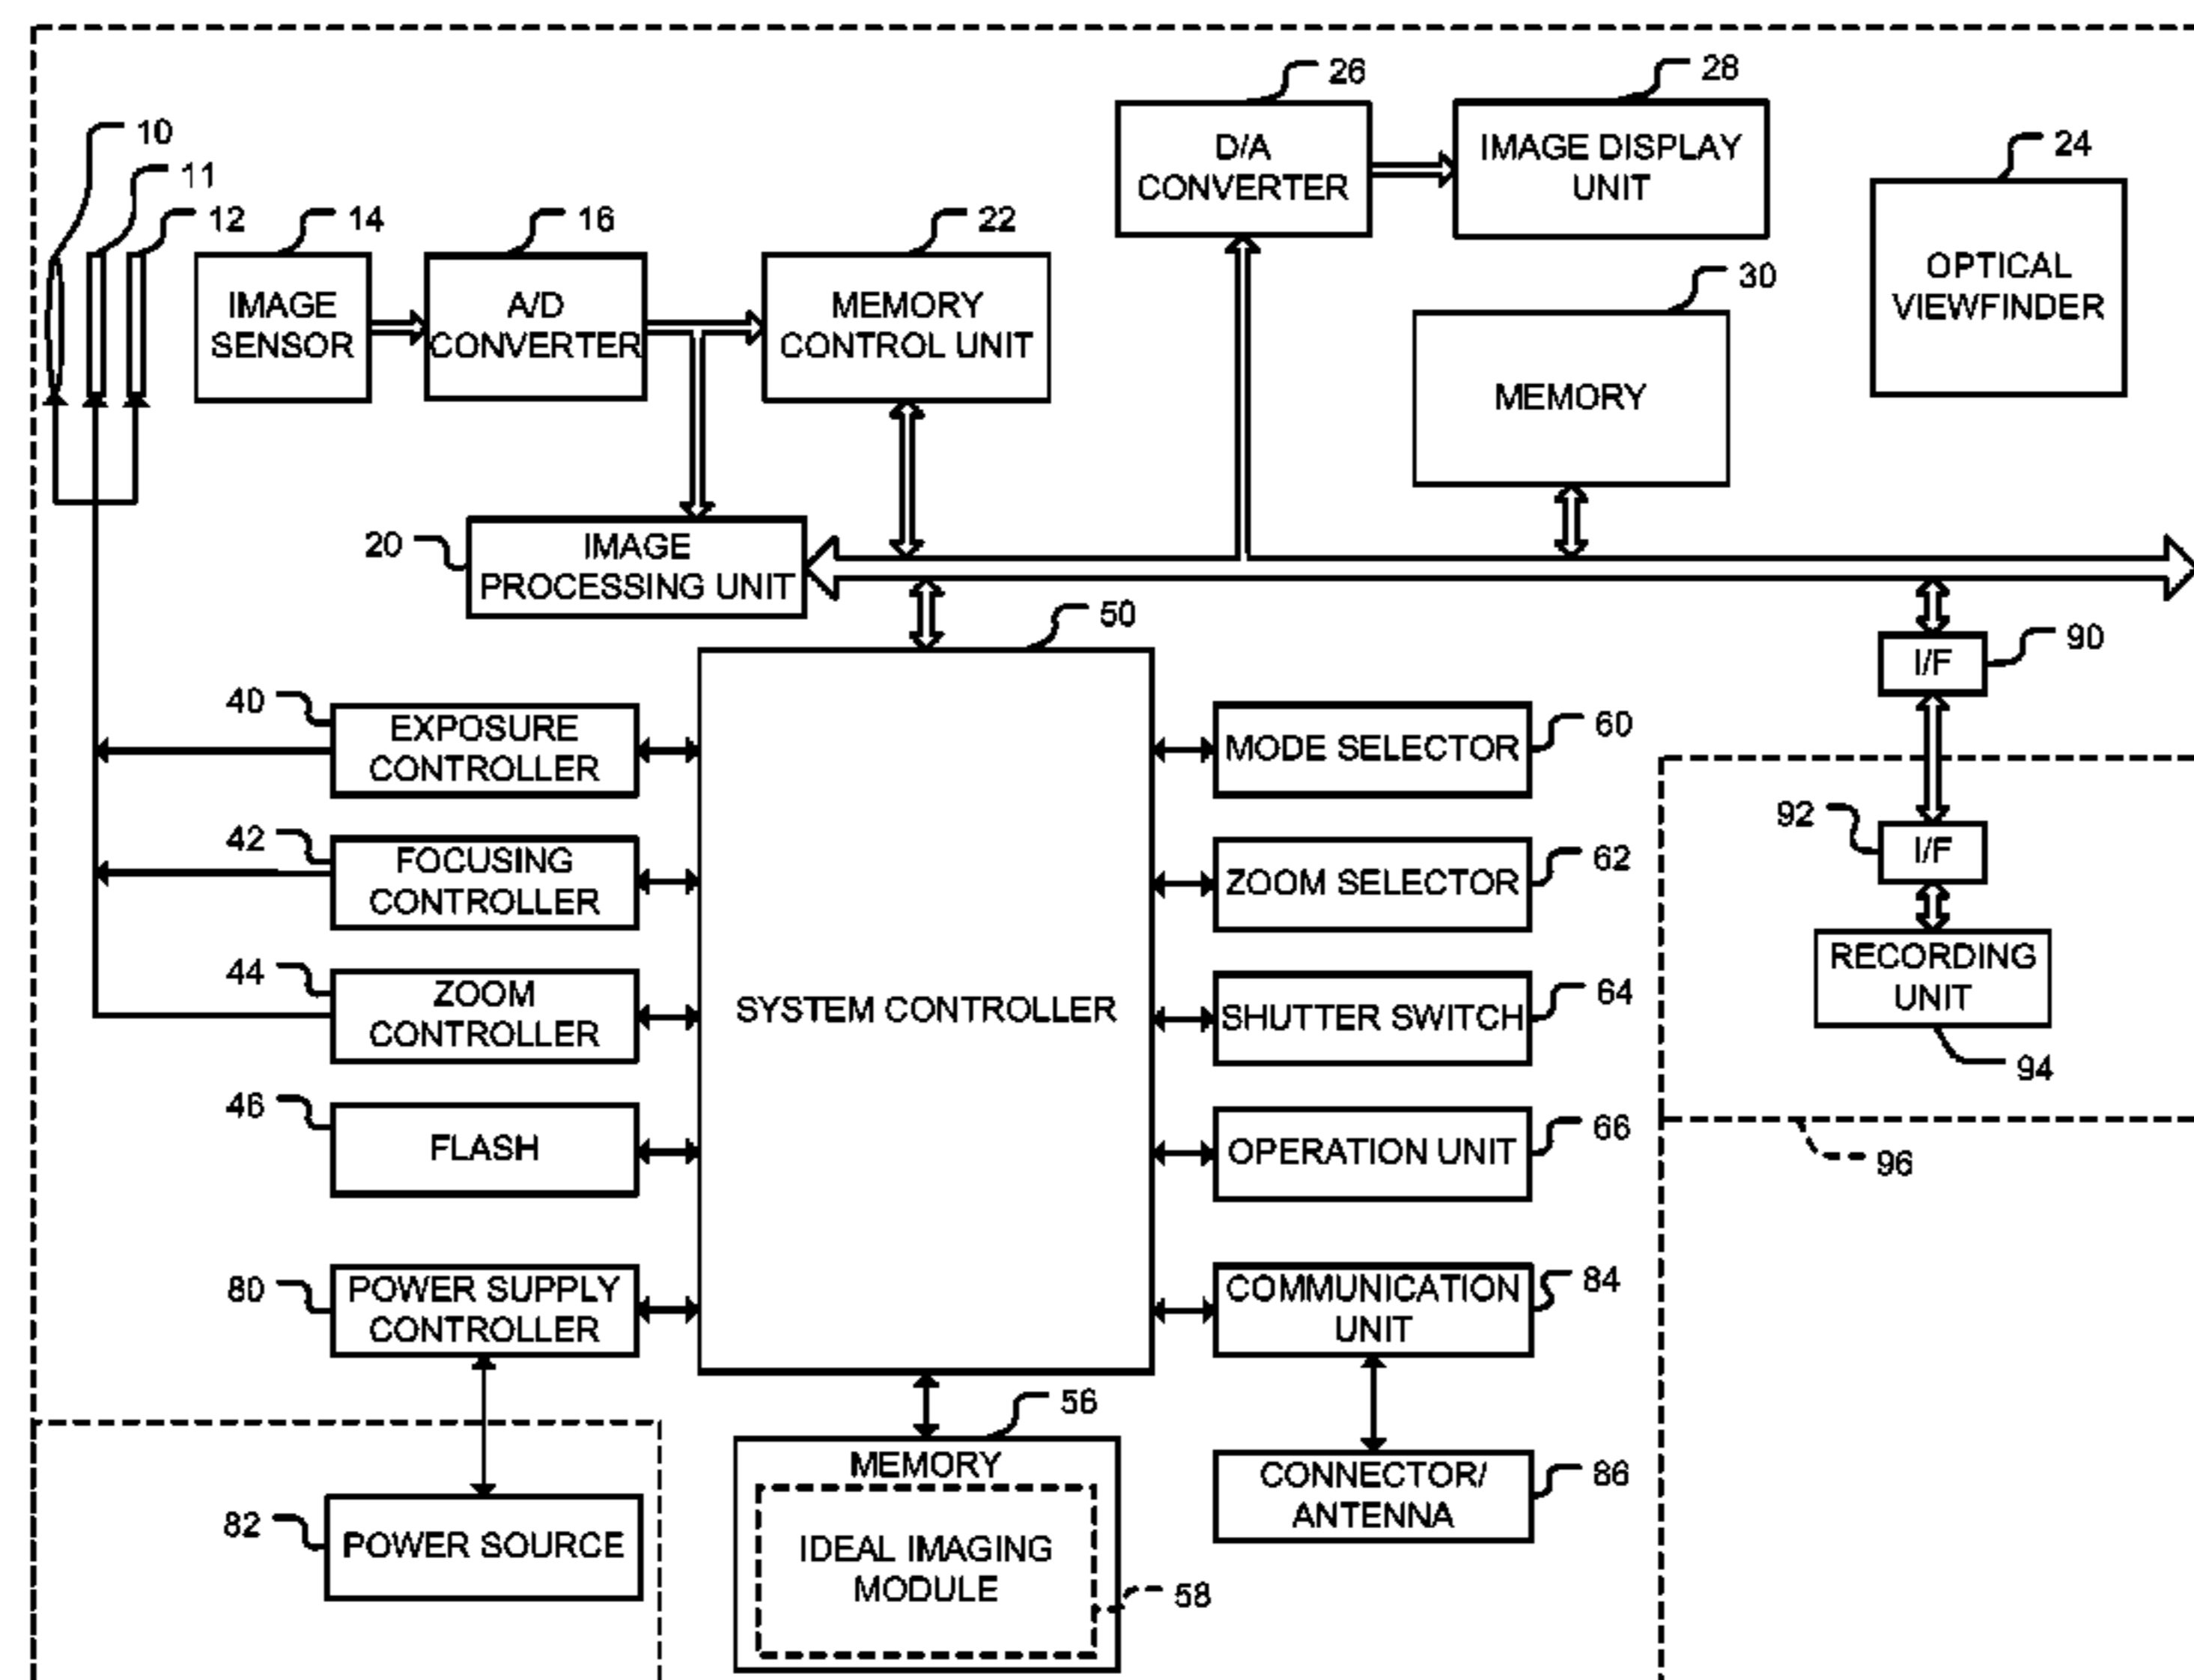 10
11
12
14
16
22
26
28
24
IMAGE
SENSOR
A/D
CONVERTER
MEMORY
CONTROL UNIT
D/A
CONVERTER
IMAGE DISPLAY
UNIT
30
MEMORY
OPTICAL
VIEWFINDER
20
IMAGE
PROCESSING UNIT
50
SYSTEM CONTROLLER
40
EXPOSURE
CONTROLLER
42
FOCUSING
CONTROLLER
44
ZOOM
CONTROLLER
46
FLASH
80
POWER SUPPLY
CONTROLLER
82
POWER SOURCE
56
MEMORY
IDEAL IMAGING
MODULE
58
MODE SELECTOR
60
ZOOM SELECTOR
62
SHUTTER SWITCH
64
OPERATION UNIT
66
COMMUNICATION
UNIT
84
CONNECTOR/
ANTENNA
86
I/F
90
92
I/F
RECORDING
UNIT
94
96